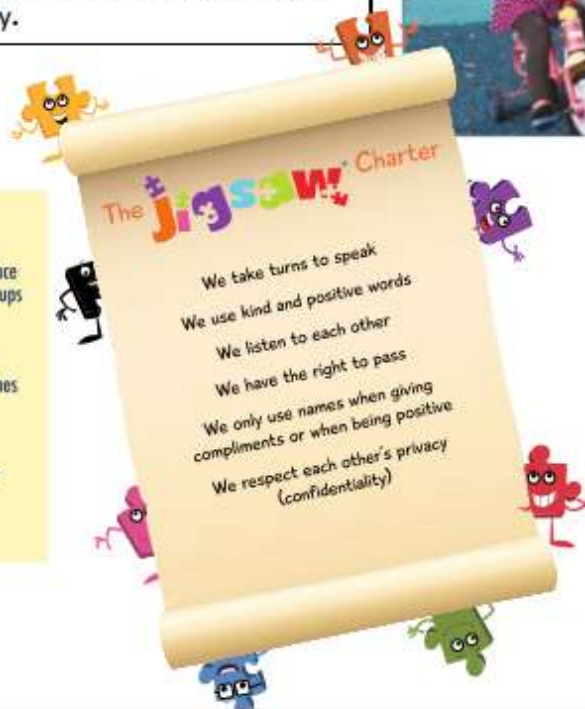 y.
ups
The Jigsaw Charter
We take turns to speak
We use kind and positive words
We listen to each other
We have the right to pass
We only use names when giving
compliments or when being positive
We respect each other's privacy
(confidentiality)